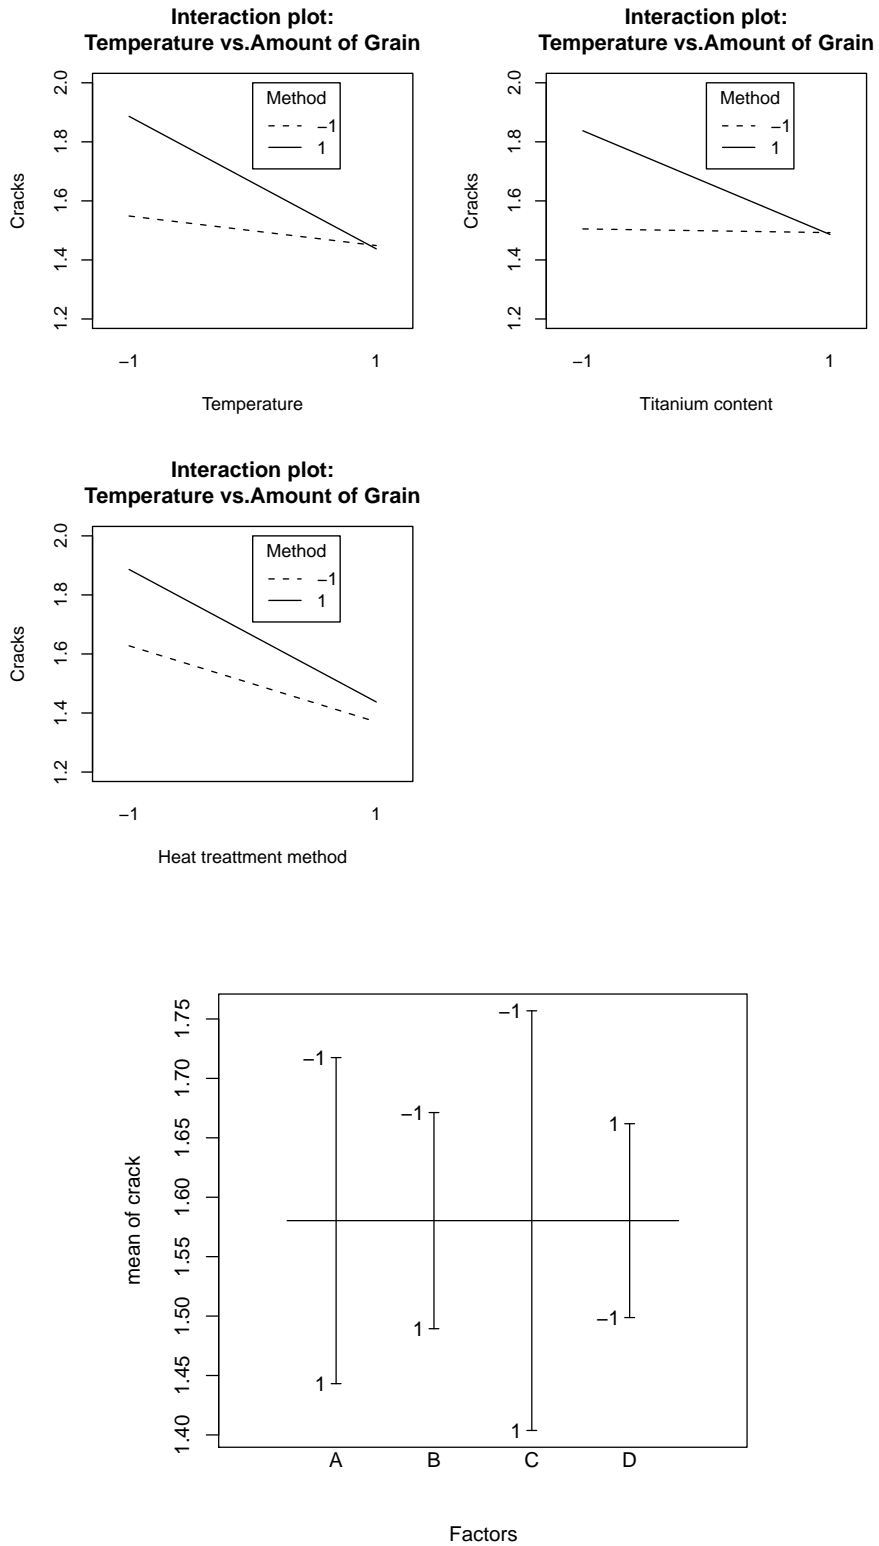 Interaction plot:
Temperature vs.Amount of Grain
2.0
1.8
1.6
1.4
1.2
Cracks
Method
−1
1
−1 1
Temperature
Interaction plot:
Temperature vs.Amount of Grain
2.0
1.8
1.6
1.4
1.2
Cracks
Method
−1
1
−1 1
Titanium content
Interaction plot:
Temperature vs.Amount of Grain
2.0
1.8
1.6
1.4
1.2
Cracks
Method
−1
1
−1 1
Heat treattment method
1.75
1.70
1.65
1.60
1.55
1.50
1.45
1.40
mean of crack
−1
1
−1
1
−1
1
1
−1
A B C D
Factors